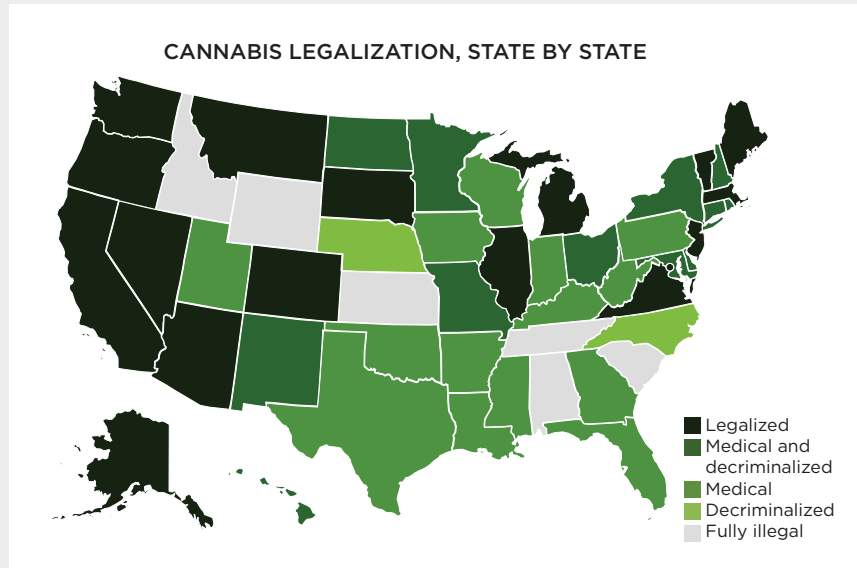 CANNABIS LEGALIZATION, STATE BY STATE
Legalized
Medical and
decriminalized
Medical
Decriminalized
Fully illegal